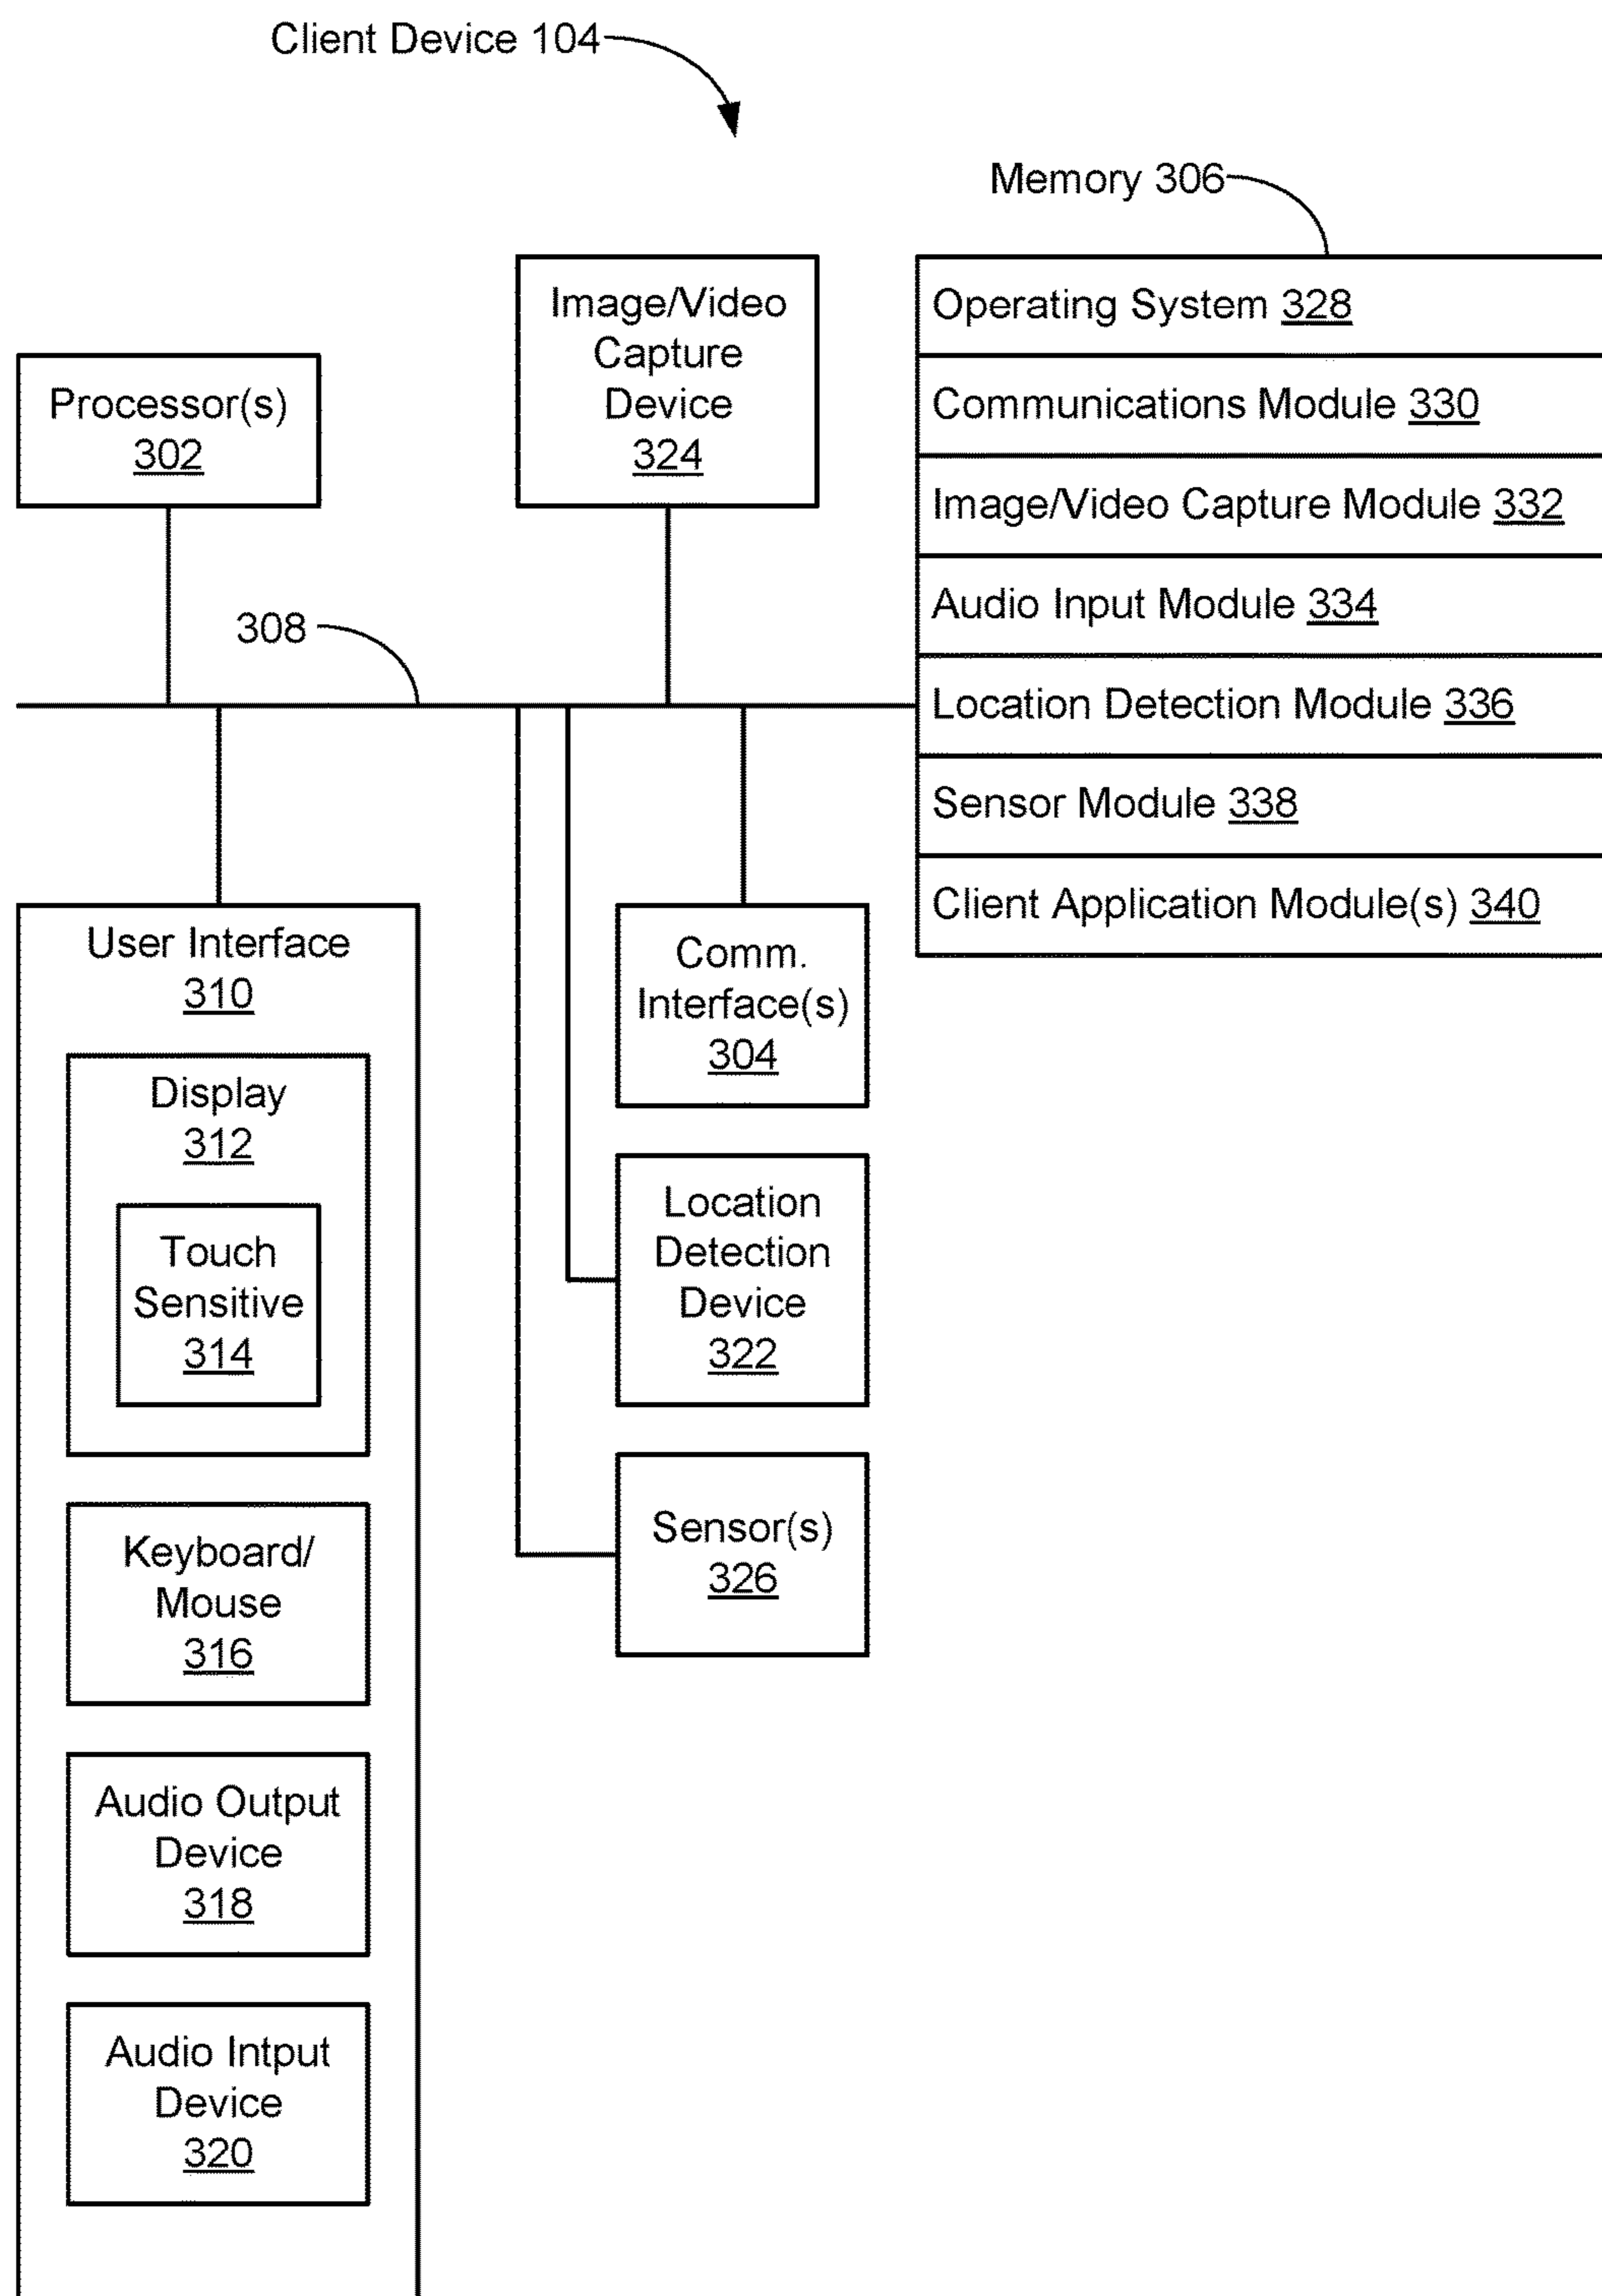 Client Device 104
Memory 306
Processor(s)
302
Image/Video
Capture
Device
324
Operating System 328
Communications Module 330
Image/Video Capture Module 332
Audio Input Module 334
Location Detection Module 336
Sensor Module 338
Client Application Module(s) 340
308
User Interface
310
Display
312
Touch
Sensitive
314
Keyboard/
Mouse
316
Audio Output
Device
318
Audio Intput
Device
320
Comm.
Interface(s)
304
Location
Detection
Device
322
Sensor(s)
326